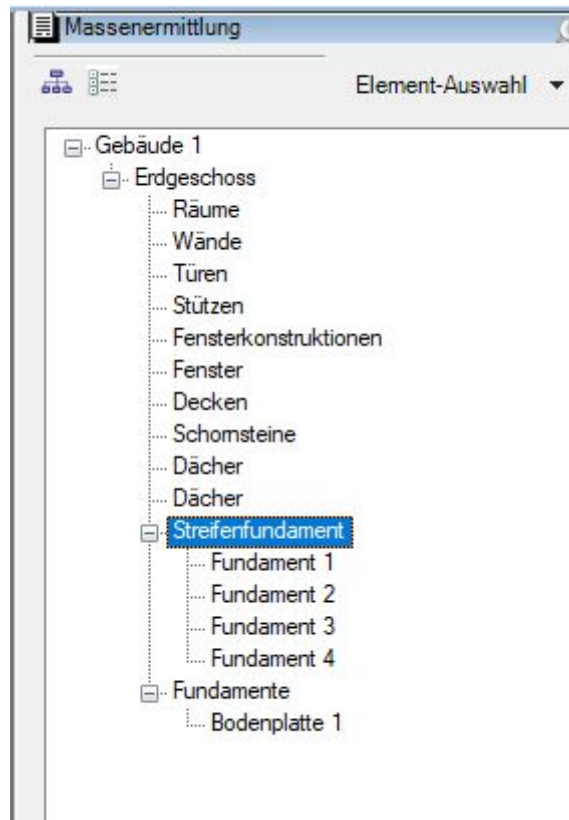 Massenermittlung
Element-Auswahl
Gebäude 1
Erdgeschoss
Räume
Wände
Türen
Stützen
Fensterkonstruktionen
Fenster
Decken
Schornsteine
Dächer
Dächer
Streifenfundament
Fundament 1
Fundament 2
Fundament 3
Fundament 4
Fundamente
Bodenplatte 1